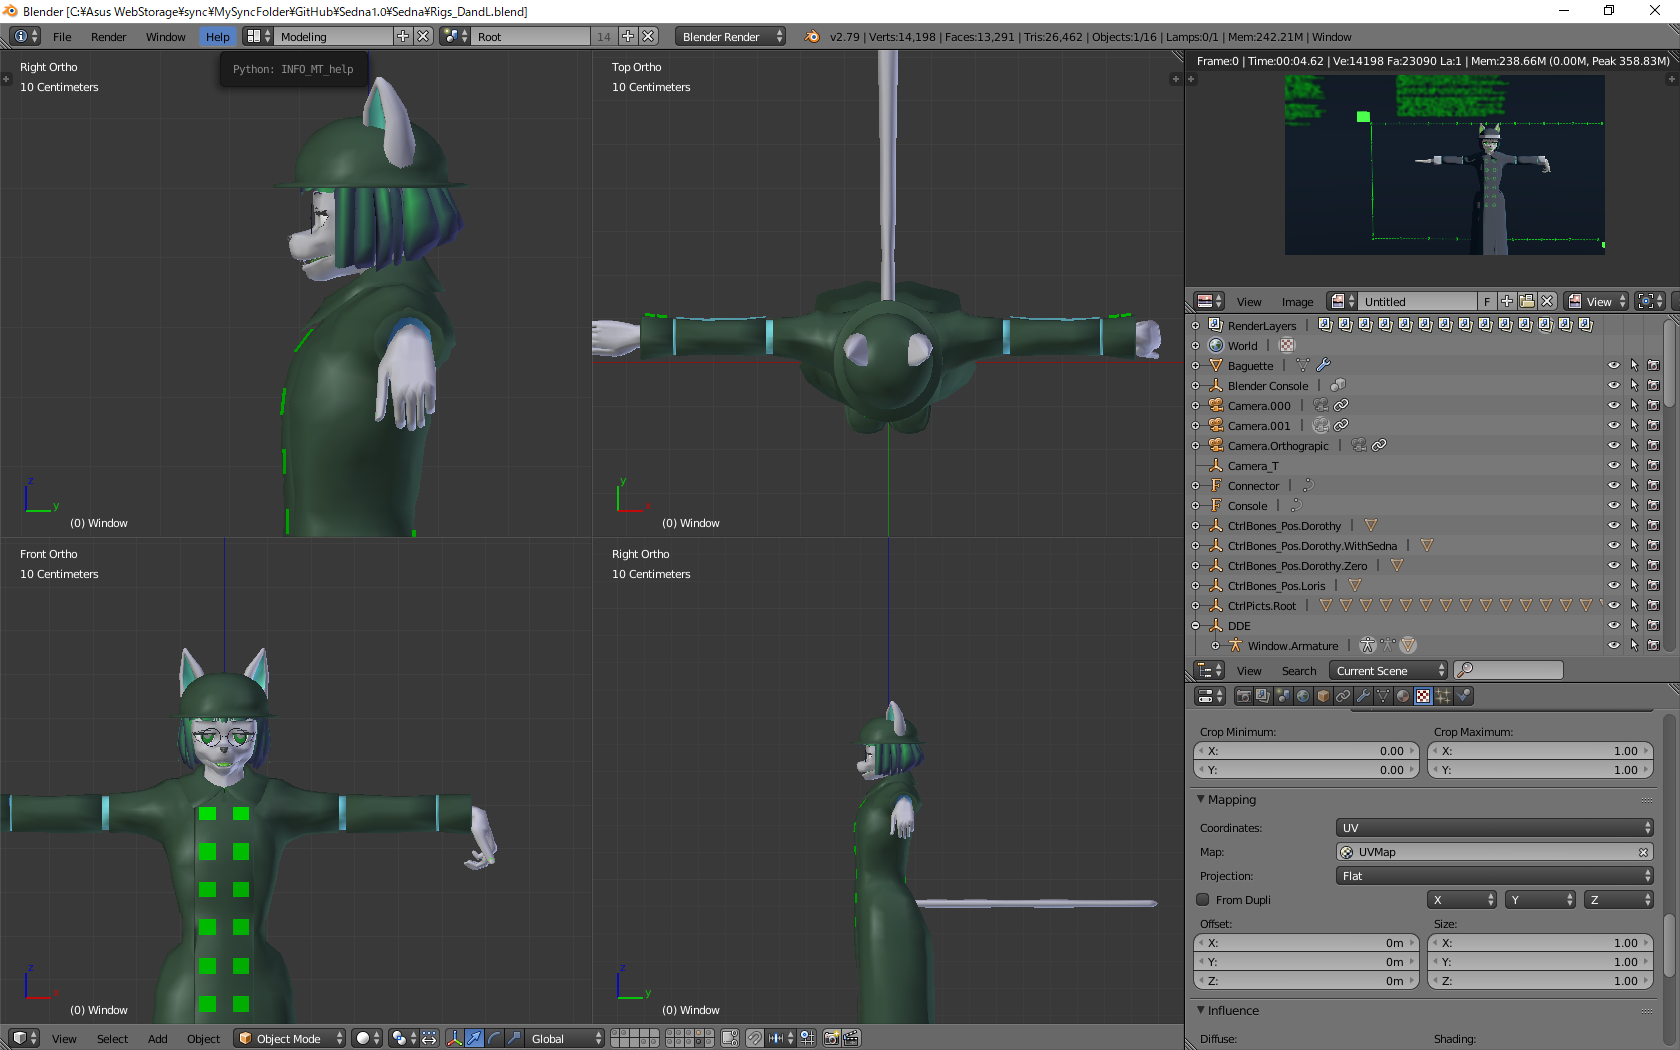 Blender [C:¥Asus WebStorage¥sync¥MySyncFolder¥GitHub¥Sedna1.0¥Sedna¥Rigs_DandL.blend]
File Render Window Help Modeling Root 14 Blender Render v2.79 | Verts:14,198 | Faces:13,291 | Tris:26,462 | Objects:1/16 | Lamps:0/1 | Mem:242.21M | Window
Python: INFO_MT_help
Right Ortho
10 Centimeters
z
y
(0) Window
Top Ortho
10 Centimeters
y
x
(0) Window
Front Ortho
10 Centimeters
z
x
(0) Window
Right Ortho
10 Centimeters
z
y
(0) Window
View Select Add Object Object Mode Global
Frame:0 | Time:00:04.62 | Ve:14198 Fa:23090 La:1 | Mem:238.66M (0.00M, Peak 358.83M)
View Image Untitled F View
RenderLayers
World
Baguette
Blender Console
Camera.000
Camera.001
Camera.Orthograpic
Camera_T
Connector
Console
CtrlBones_Pos.Dorothy
CtrlBones_Pos.Dorothy.WithSedna
CtrlBones_Pos.Dorothy.Zero
CtrlBones_Pos.Loris
CtrlPicts.Root
DDE
Window.Armature
View Search Current Scene
Crop Minimum: Crop Maximum:
X: 0.00 X: 1.00
Y: 0.00 Y: 1.00
Mapping
Coordinates: UV
Map: UVMap
Projection: Flat
From Dupli X Y Z
Offset: Size:
X: 0m X: 1.00
Y: 0m Y: 1.00
Z: 0m Z: 1.00
Influence
Diffuse: Shading: